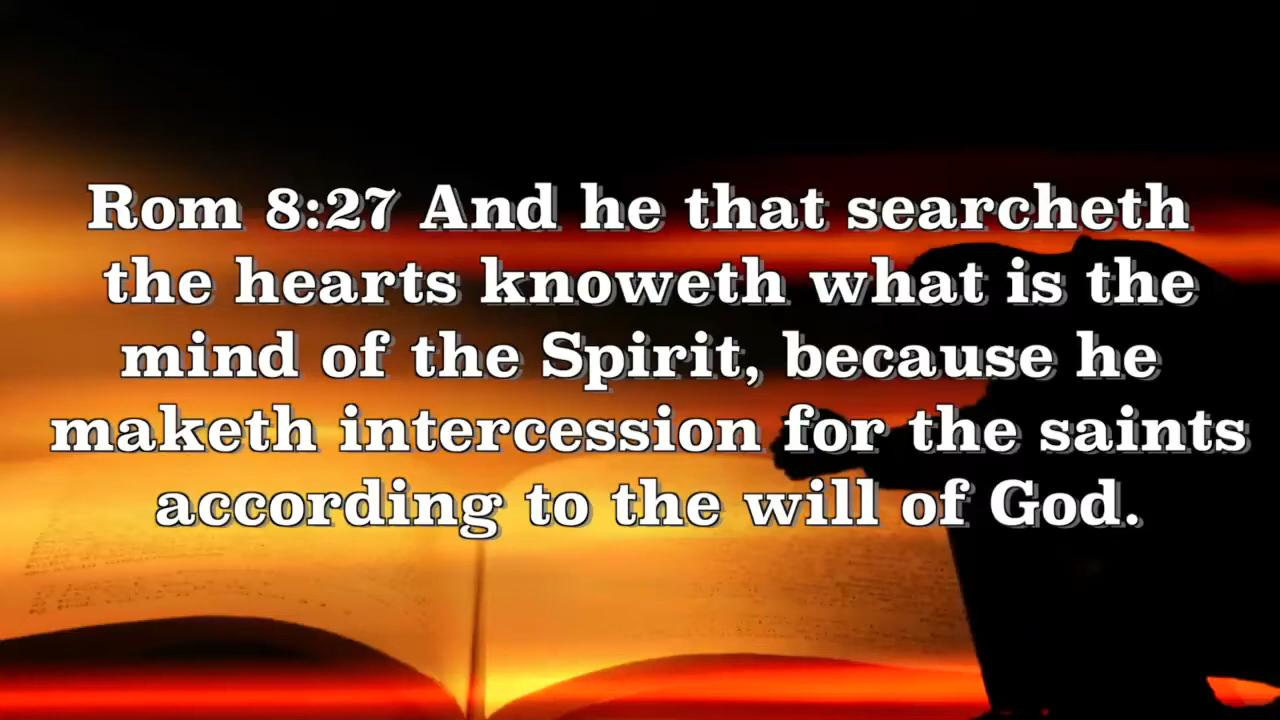 Rom 8:27 And he that searcheth
the hearts knoweth what is the
mind of the Spirit, because he
maketh intercession for the saints
according to the will of God.